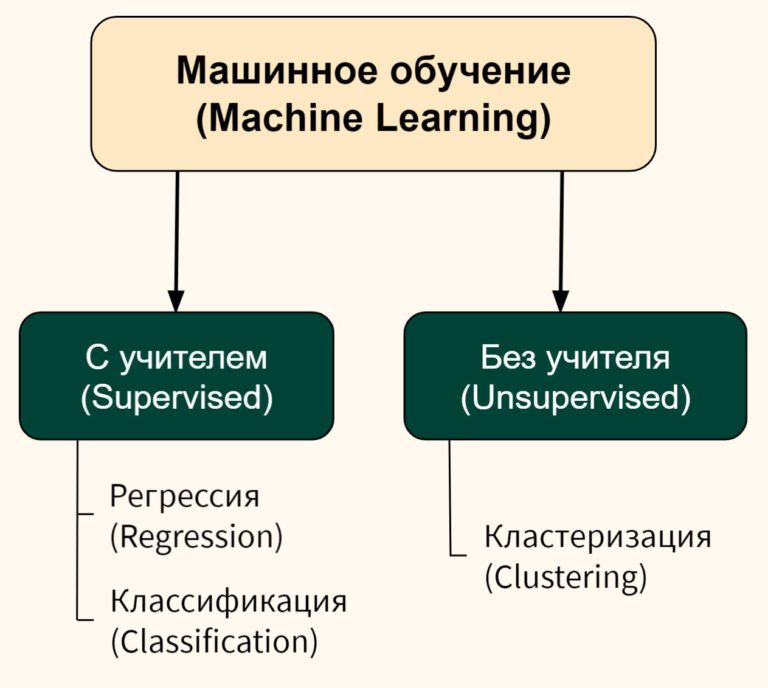 Машинное обучение
(Machine Learning)
С учителем
(Supervised)
Без учителя
(Unsupervised)
Регрессия
(Regression)
Классификация
(Classification)
Кластеризация
(Clustering)